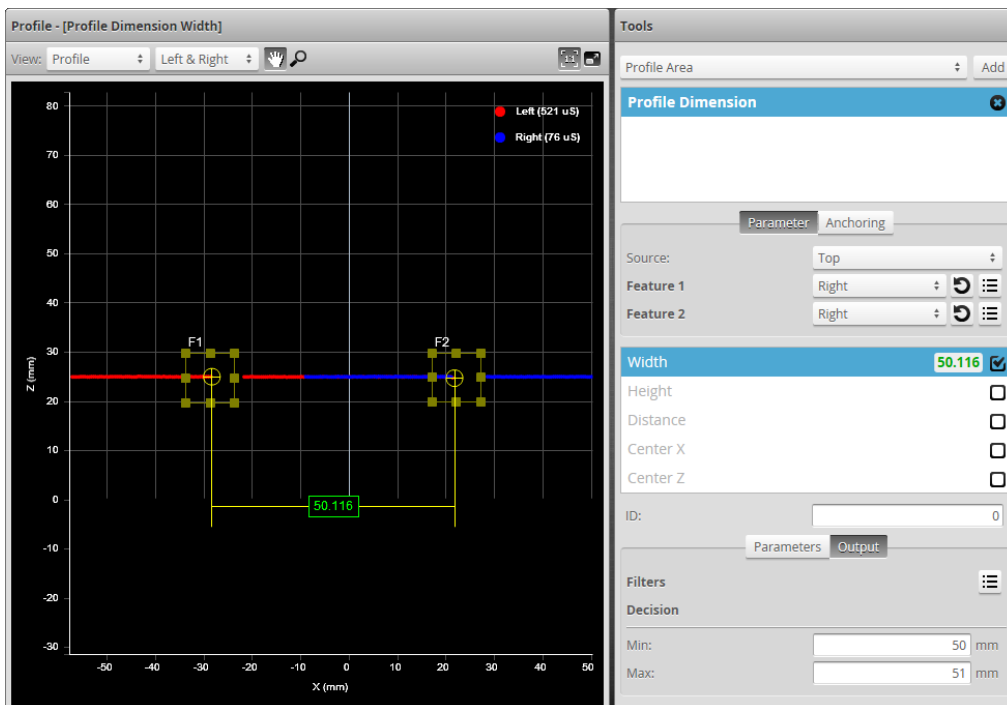 Profile - [Profile Dimension Width]
View: Profile Left & Right 1:1
80
70
60
50
40
30
20
10
0
-10
-20
-30
Z (mm)
Left (521 uS)
Right (76 uS)
F1
F2
50.116
-50 -40 -30 -20 -10 0 10 20 30 40 50
X (mm)
Tools
Profile Area Add
Profile Dimension
Parameter Anchoring
Source: Top
Feature 1 Right
Feature 2 Right
Width 50.116
Height
Distance
Center X
Center Z
ID: 0
Parameters Output
Filters
Decision
Min: 50 mm
Max: 51 mm